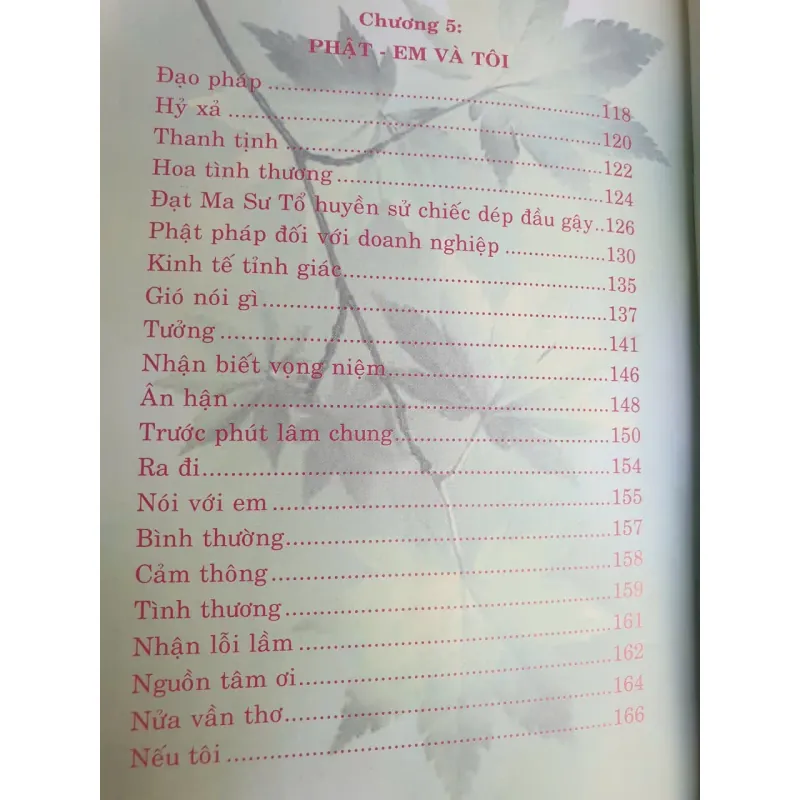 Chương 5:
PHẬT - EM VÀ TÔI
Đạo pháp ..........118
Hỷ xả ..........120
Thanh tịnh ..........122
Hoa tình thương ..........124
Đạt Ma Sư Tổ huyền sử chiếc dép đầu gậy..126
Phật pháp đối với doanh nghiệp ..........130
Kinh tế tỉnh giác..........135
Gió nói gì ..........137
Tưởng ..........141
Nhận biết vọng niệm..........146
Ân hận ..........148
Trước phút lâm chung..........150
Ra đi..........154
Nói với em ..........155
Bình thường..........157
Cảm thông ..........158
Tình thương ..........159
Nhận lỗi lầm ..........161
Nguồn tâm ơi..........162
Nửa vần thơ..........164
Nếu tôi ..........166